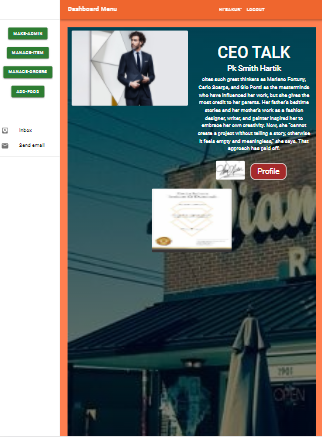 Dashboard Menu
LOGOUT
MAKE-ADMIN
MANAGE-ITEM
MANAGE-ORDERS
ADD-FOOD
Inbox
Send email
CEO TALK
Pk Smith Hartik
cites such great thinkers as Mariano Fortuny,
Carlo Scarpa, and Gio Ponti as the masterminds
who have influenced her work, but she gives the
most credit to her parents. Her father's bedtime
stories and her mother's work as a fashion
designer, writer, and painter inspired her to
embrace her own creativity. Now, she "cannot
create a project without telling a story, otherwise
it feels empty and meaningless," she says. That
approach has paid off.
Profile
OPEN